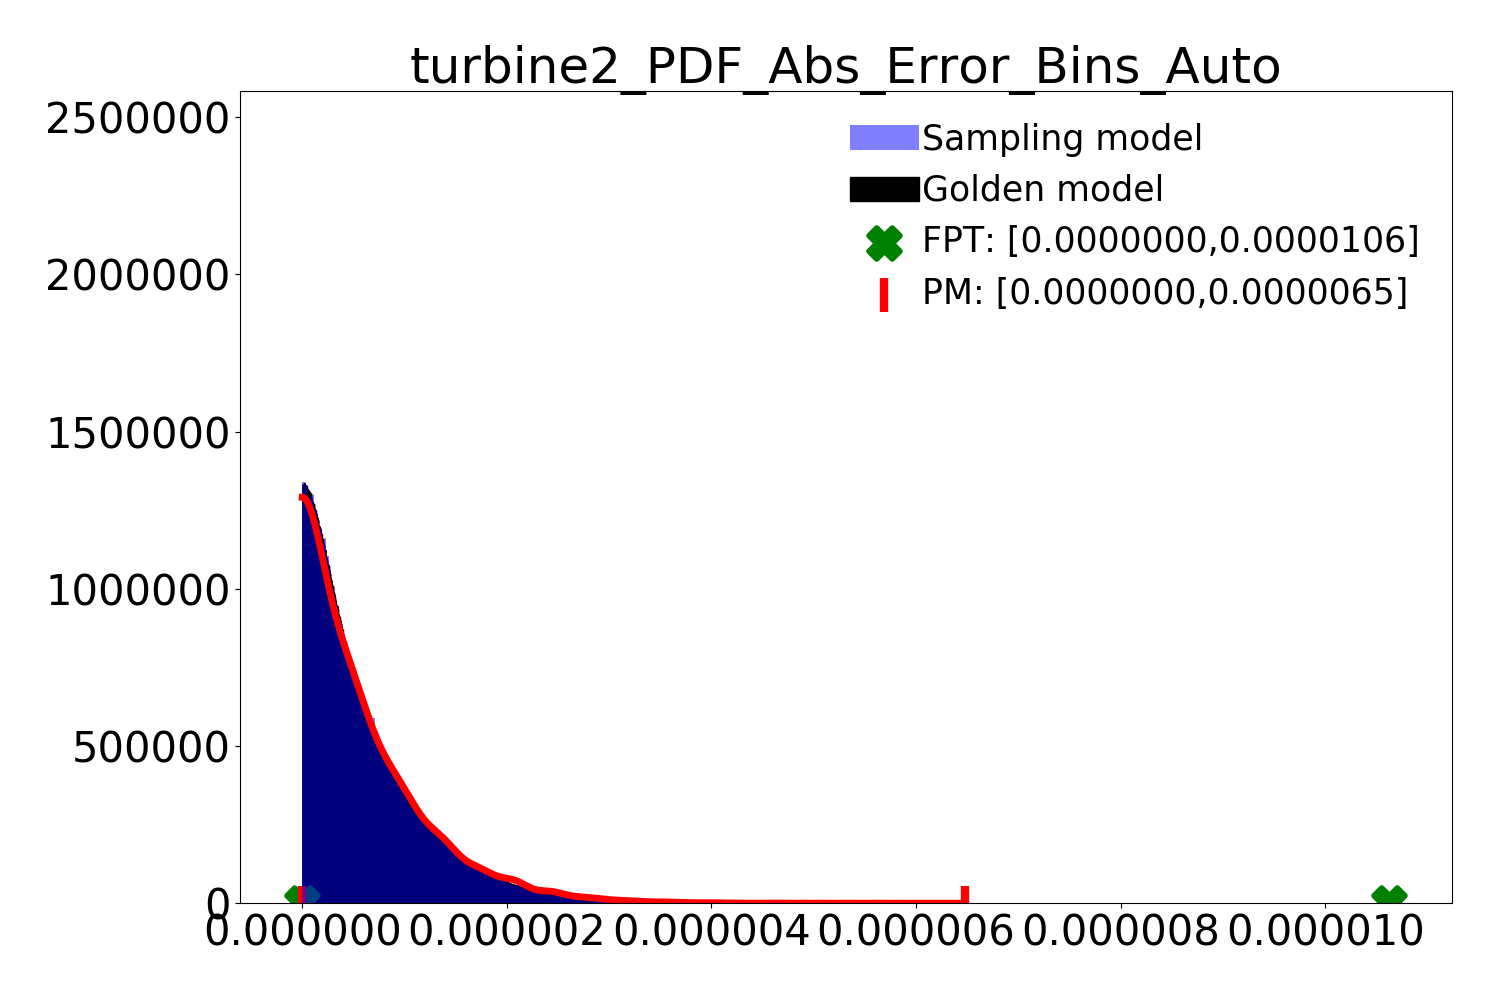 turbine2_PDF_Abs_Error_Bins_Auto
2500000
2000000
1500000
1000000
500000
0
Sampling model
Golden model
FPT: [0.0000000,0.0000106]
PM: [0.0000000,0.0000065]
0.000000 0.000002 0.000004 0.000006 0.000008 0.000010